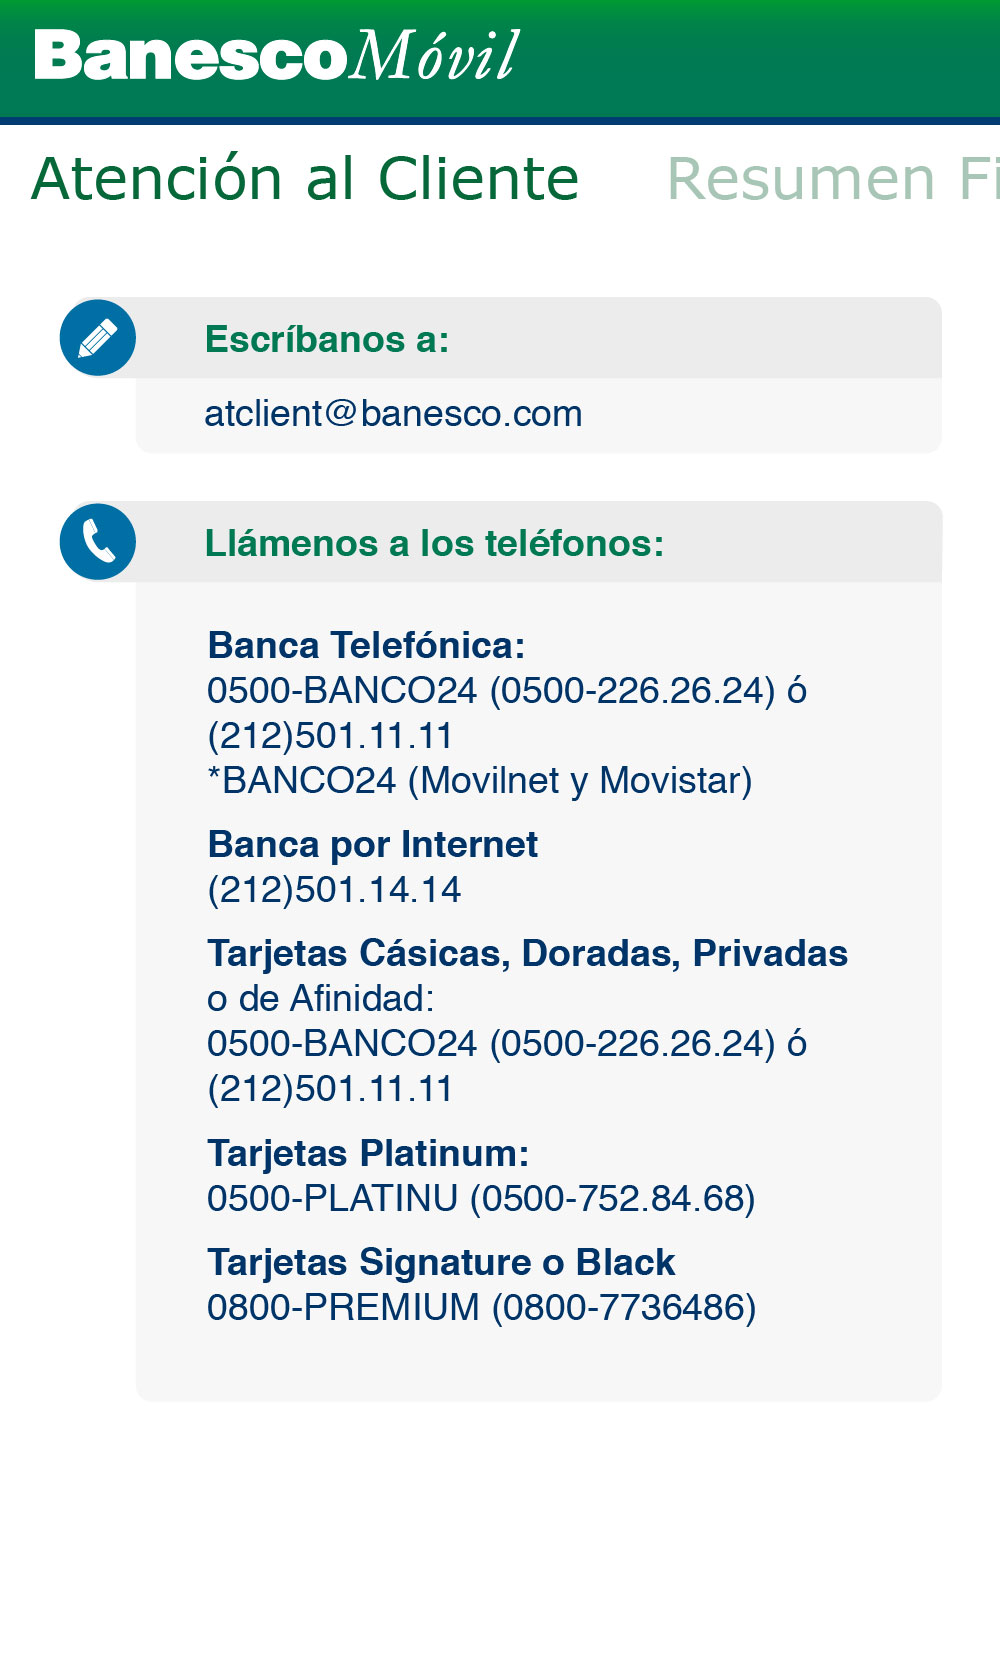 BanescoMóvil
Atención al Cliente Resumen Fi
Escríbanos a:
atclient@banesco.com
Llámenos a los teléfonos:
Banca Telefónica:
0500-BANCO24 (0500-226.26.24) ó
(212)501.11.11
*BANCO24 (Movilnet y Movistar)
Banca por Internet
(212)501.14.14
Tarjetas Cásicas, Doradas, Privadas
o de Afinidad:
0500-BANCO24 (0500-226.26.24) ó
(212)501.11.11
Tarjetas Platinum:
0500-PLATINU (0500-752.84.68)
Tarjetas Signature o Black
0800-PREMIUM (0800-7736486)